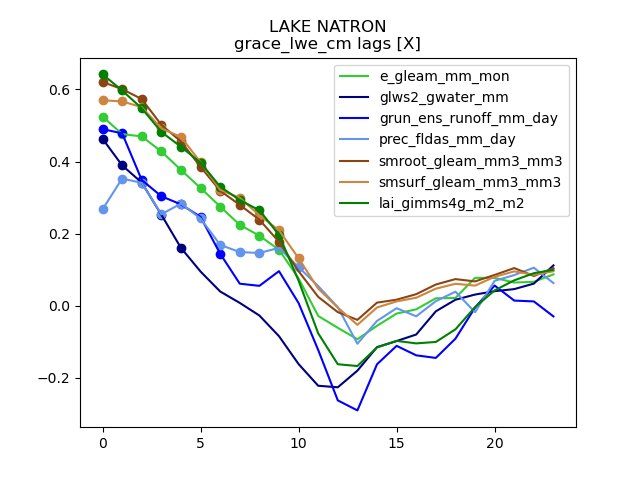 LAKE NATRON
grace_lwe_cm lags [X]
e_gleam_mm_mon
glws2_gwater_mm
grun_ens_runoff_mm_day
prec_fldas_mm_day
smroot_gleam_mm3_mm3
smsurf_gleam_mm3_mm3
lai_gimms4g_m2_m2
0.6
0.4
0.2
0.0
−0.2
0 5 10 15 20